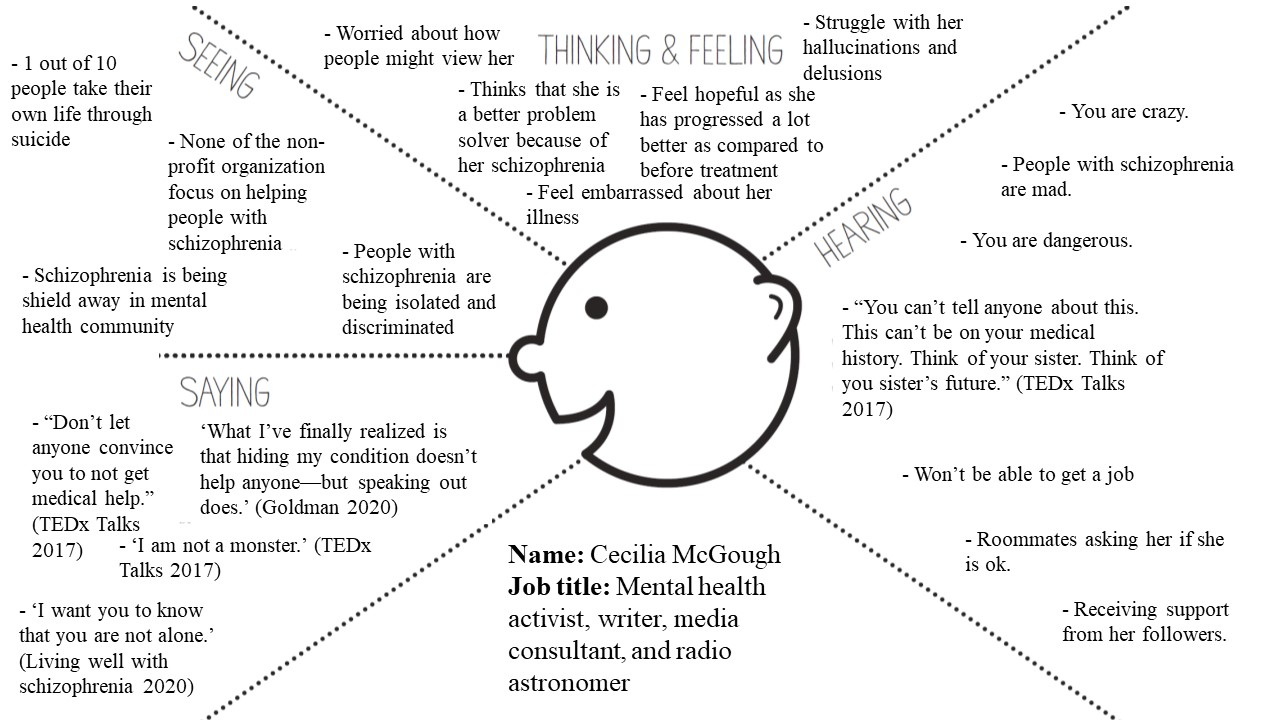 SEEING
- 1 out of 10
people take their
own life through
suicide
- None of the non-
profit organization
focus on helping
people with
schizophrenia
- Schizophrenia is being
shield away in mental
health community
- People with
schizophrenia are
being isolated and
discriminated
THINKING & FEELING
- Worried about how
people might view her
- Struggle with her
hallucinations and
delusions
- Thinks that she is
a better problem
solver because of
her schizophrenia
- Feel hopeful as she
has progressed a lot
better as compared to
before treatment
- Feel embarrassed about her
illness
HEARING
- You are crazy.
- People with schizophrenia
are mad.
- You are dangerous.
- “You can’t tell anyone about this.
This can’t be on your medical
history. Think of your sister. Think of
you sister’s future.” (TEDx Talks
2017)
- Won’t be able to get a job
- Roommates asking her if she
is ok.
- Receiving support
from her followers.
SAYING
- “Don’t let
anyone convince
you to not get
medical help.”
(TEDx Talks
2017)
‘What I’ve finally realized is
that hiding my condition doesn’t
help anyone—but speaking out
does.’ (Goldman 2020)
- ‘I am not a monster.’ (TEDx
Talks 2017)
- ‘I want you to know
that you are not alone.’
(Living well with
schizophrenia 2020)
Name: Cecilia McGough
Job title: Mental health
activist, writer, media
consultant, and radio
astronomer